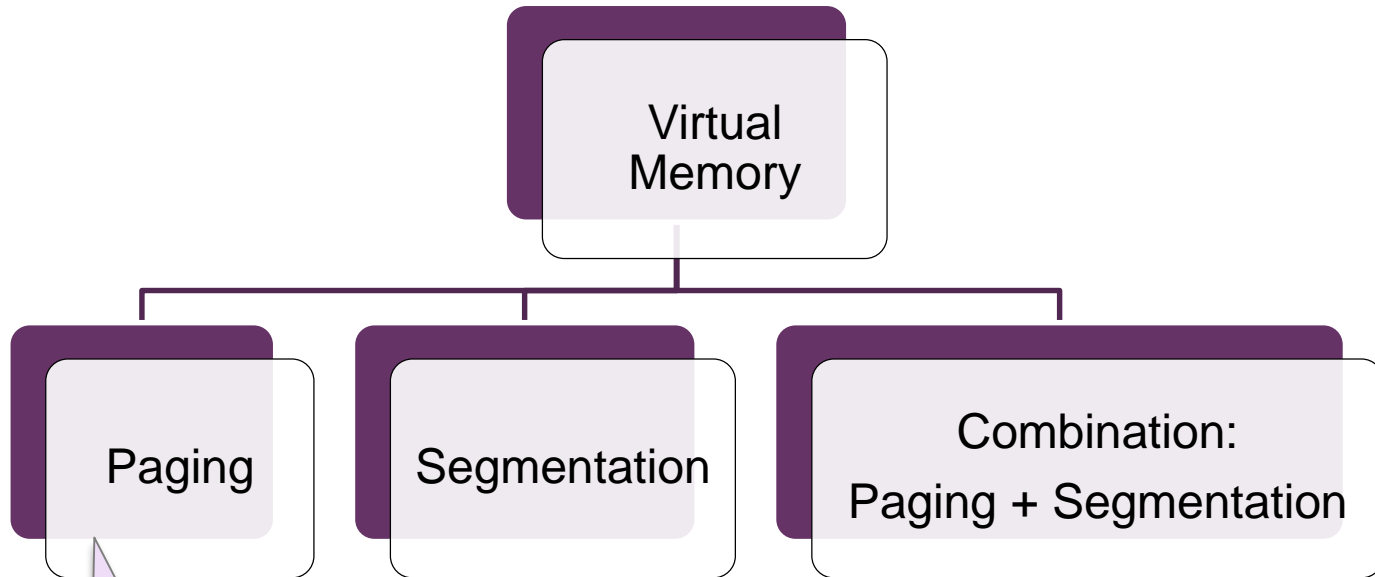 Virtual
Memory
Paging
Segmentation
Combination:
Paging + Segmentation